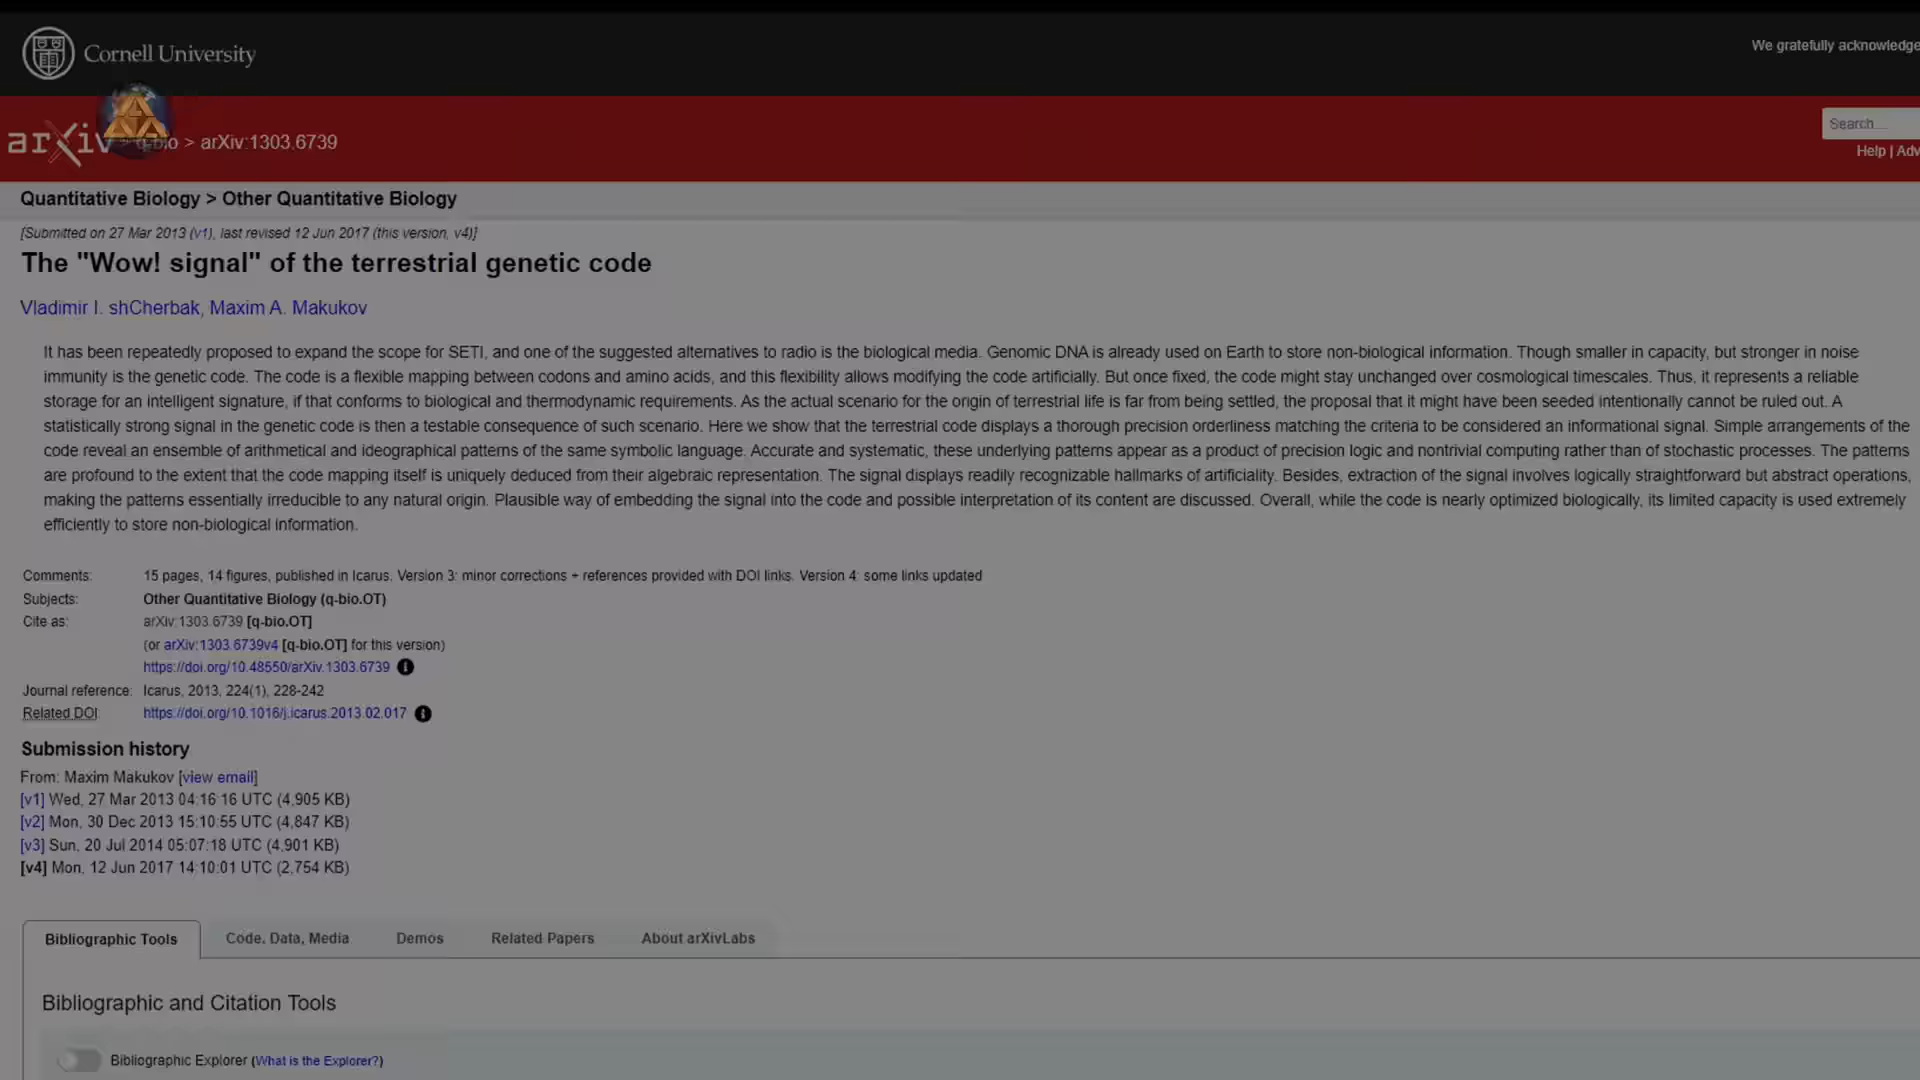 Cornell University
We gratefully acknowledge
arXiv > q-bio > arXiv:1303.6739
Search...
Help | Adv
Quantitative Biology > Other Quantitative Biology
[Submitted on 27 Mar 2013 (v1), last revised 12 Jun 2017 (this version, v4)]
The "Wow! signal" of the terrestrial genetic code
Vladimir I. shCherbak, Maxim A. Makukov
It has been repeatedly proposed to expand the scope for SETI, and one of the suggested alternatives to radio is the biological media. Genomic DNA is already used on Earth to store non-biological information. Though smaller in capacity, but stronger in noise
immunity is the genetic code. The code is a flexible mapping between codons and amino acids, and this flexibility allows modifying the code artificially. But once fixed, the code might stay unchanged over cosmological timescales. Thus, it represents a reliable
storage for an intelligent signature, if that conforms to biological and thermodynamic requirements. As the actual scenario for the origin of terrestrial life is far from being settled, the proposal that it might have been seeded intentionally cannot be ruled out. A
statistically strong signal in the genetic code is then a testable consequence of such scenario. Here we show that the terrestrial code displays a thorough precision orderliness matching the criteria to be considered an informational signal. Simple arrangements of the
code reveal an ensemble of arithmetical and ideographical patterns of the same symbolic language. Accurate and systematic, these underlying patterns appear as a product of precision logic and nontrivial computing rather than of stochastic processes. The patterns
are profound to the extent that the code mapping itself is uniquely deduced from their algebraic representation. The signal displays readily recognizable hallmarks of artificiality. Besides, extraction of the signal involves logically straightforward but abstract operations,
making the patterns essentially irreducible to any natural origin. Plausible way of embedding the signal into the code and possible interpretation of its content are discussed. Overall, while the code is nearly optimized biologically, its limited capacity is used extremely
efficiently to store non-biological information.
Comments: 15 pages, 14 figures, published in Icarus. Version 3: minor corrections + references provided with DOI links. Version 4: some links updated
Subjects: Other Quantitative Biology (q-bio.OT)
Cite as: arXiv:1303.6739 [q-bio.OT]
(or arXiv:1303.6739v4 [q-bio.OT] for this version)
https://doi.org/10.48550/arXiv.1303.6739
Journal reference: Icarus, 2013, 224(1), 228-242
Related DOI: https://doi.org/10.1016/j.icarus.2013.02.017
Submission history
From: Maxim Makukov [view email]
[v1] Wed, 27 Mar 2013 04:16:16 UTC (4,905 KB)
[v2] Mon, 30 Dec 2013 15:10:55 UTC (4,847 KB)
[v3] Sun, 20 Jul 2014 05:07:18 UTC (4,901 KB)
[v4] Mon, 12 Jun 2017 14:10:01 UTC (2,754 KB)
Bibliographic Tools Code, Data, Media Demos Related Papers About arXivLabs
Bibliographic and Citation Tools
Bibliographic Explorer (What is the Explorer?)